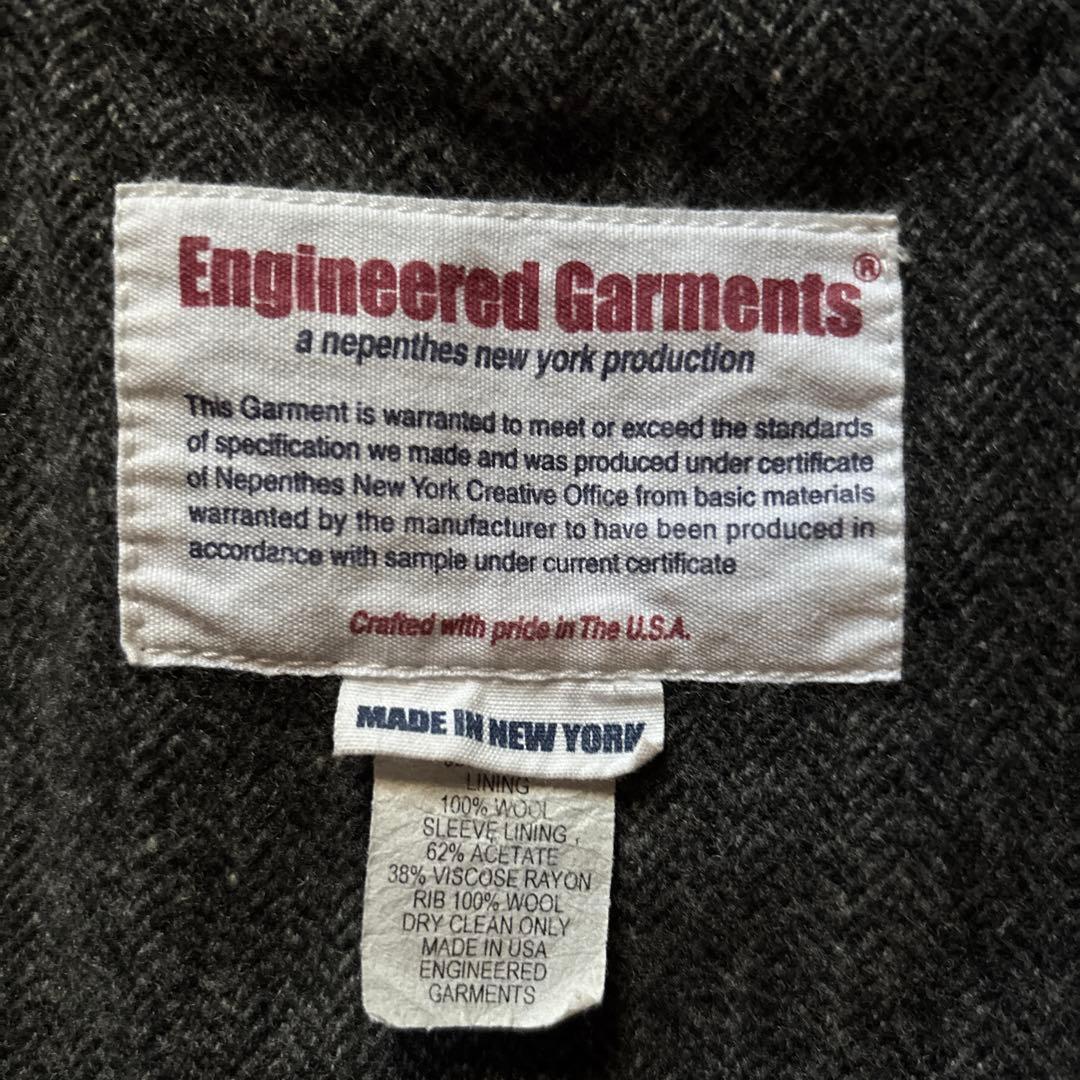 Engineered Garments®
a nepenthes new york production
This Garment is warranted to meet or exceed the standards
of specification we made and was produced under certificate
of Nepenthes New York Creative Office from basic materials
warranted by the manufacturer to have been produced in
accordance with sample under current certificate
Crafted with pride in The U.S.A.
MADE IN NEW YORK
LINING
100% WOOL
SLEEVE LINING
62% ACETATE
38% VISCOSE RAYON
RIB 100% WOOL
DRY CLEAN ONLY
MADE IN USA
ENGINEERED
GARMENTS